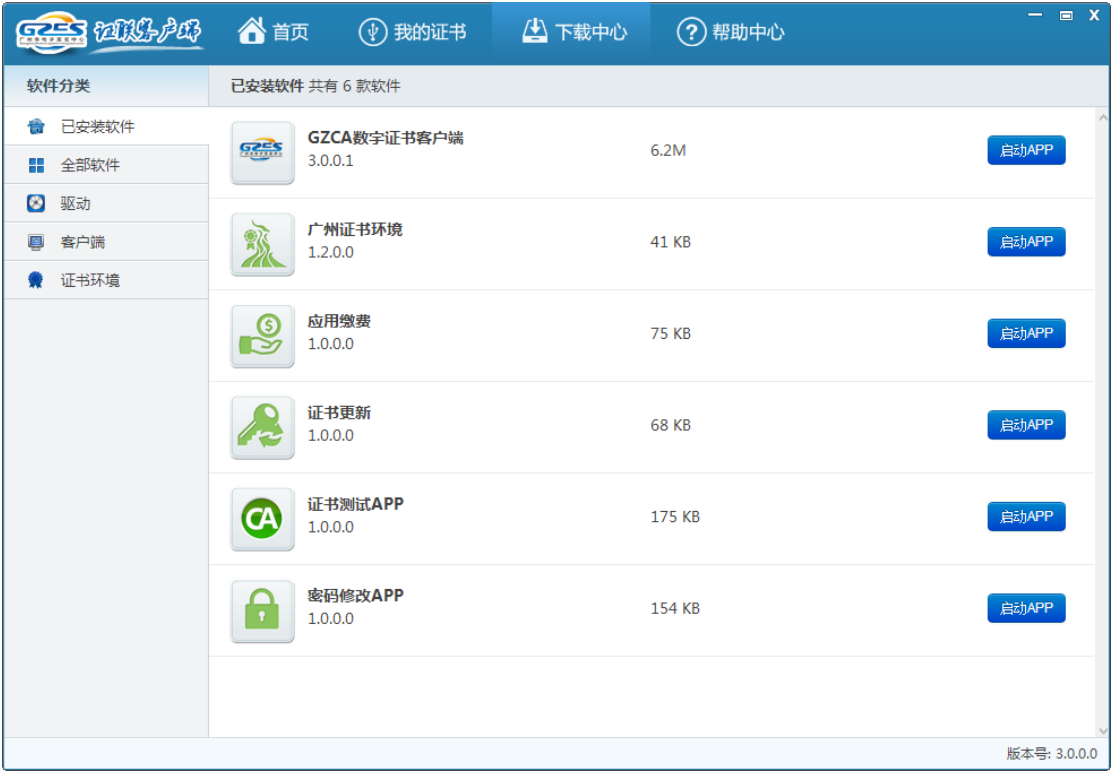 GZES 证联客户端 首页 我的证书 下载中心 帮助中心
软件分类
已安装软件 共有 6 款软件
已安装软件
全部软件
驱动
客户端
证书环境
GZCA数字证书客户端
3.0.0.1
6.2M
启动APP
广州证书环境
1.2.0.0
41 KB
启动APP
应用缴费
1.0.0.0
75 KB
启动APP
证书更新
1.0.0.0
68 KB
启动APP
CA
证书测试APP
1.0.0.0
175 KB
启动APP
密码修改APP
1.0.0.0
154 KB
启动APP
版本号: 3.0.0.0